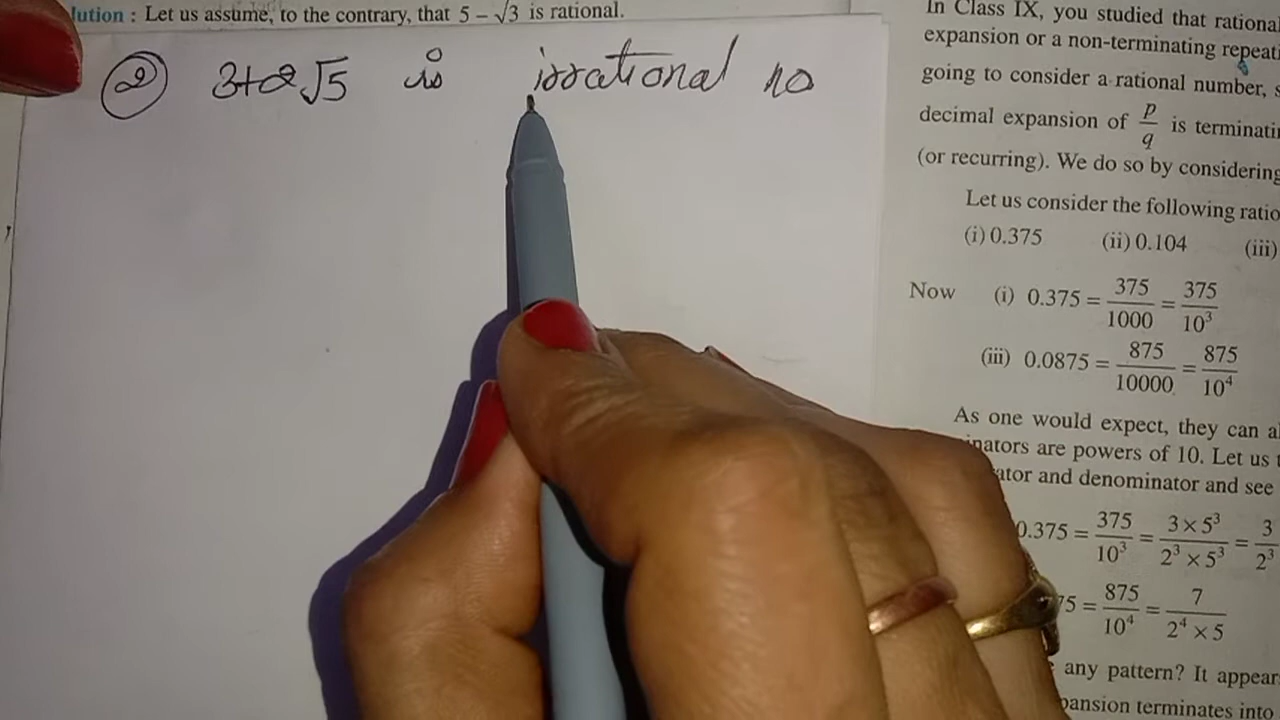 lution : Let us assume, to the contrary, that 5 – √3 is rational.
② 3+2√5 is irrational no
In Class IX, you studied that rational
expansion or a non-terminating repeati
going to consider a rational number, s
decimal expansion of p/q is terminati
(or recurring). We do so by considering
Let us consider the following ratio
(i) 0.375 (ii) 0.104 (iii)
Now (i) 0.375 = 375/1000 = 375/10³
(iii) 0.0875 = 875/10000 = 875/10⁴
As one would expect, they can al
inators are powers of 10. Let us t
ator and denominator and see
0.375 = 375/10³ = 3 × 5³/2³ × 5³ = 3/2³
75 = 875/10⁴ = 7/2⁴ × 5
any pattern? It appear
pansion terminates into